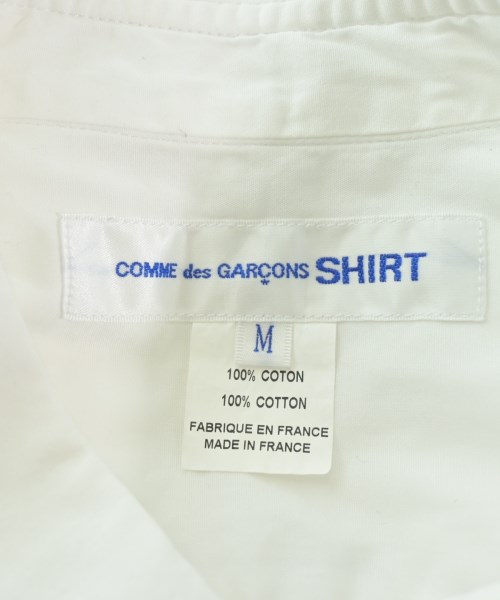 COMME des GARÇONS SHIRT
M
100% COTON
100% COTTON
FABRIQUE EN FRANCE
MADE IN FRANCE